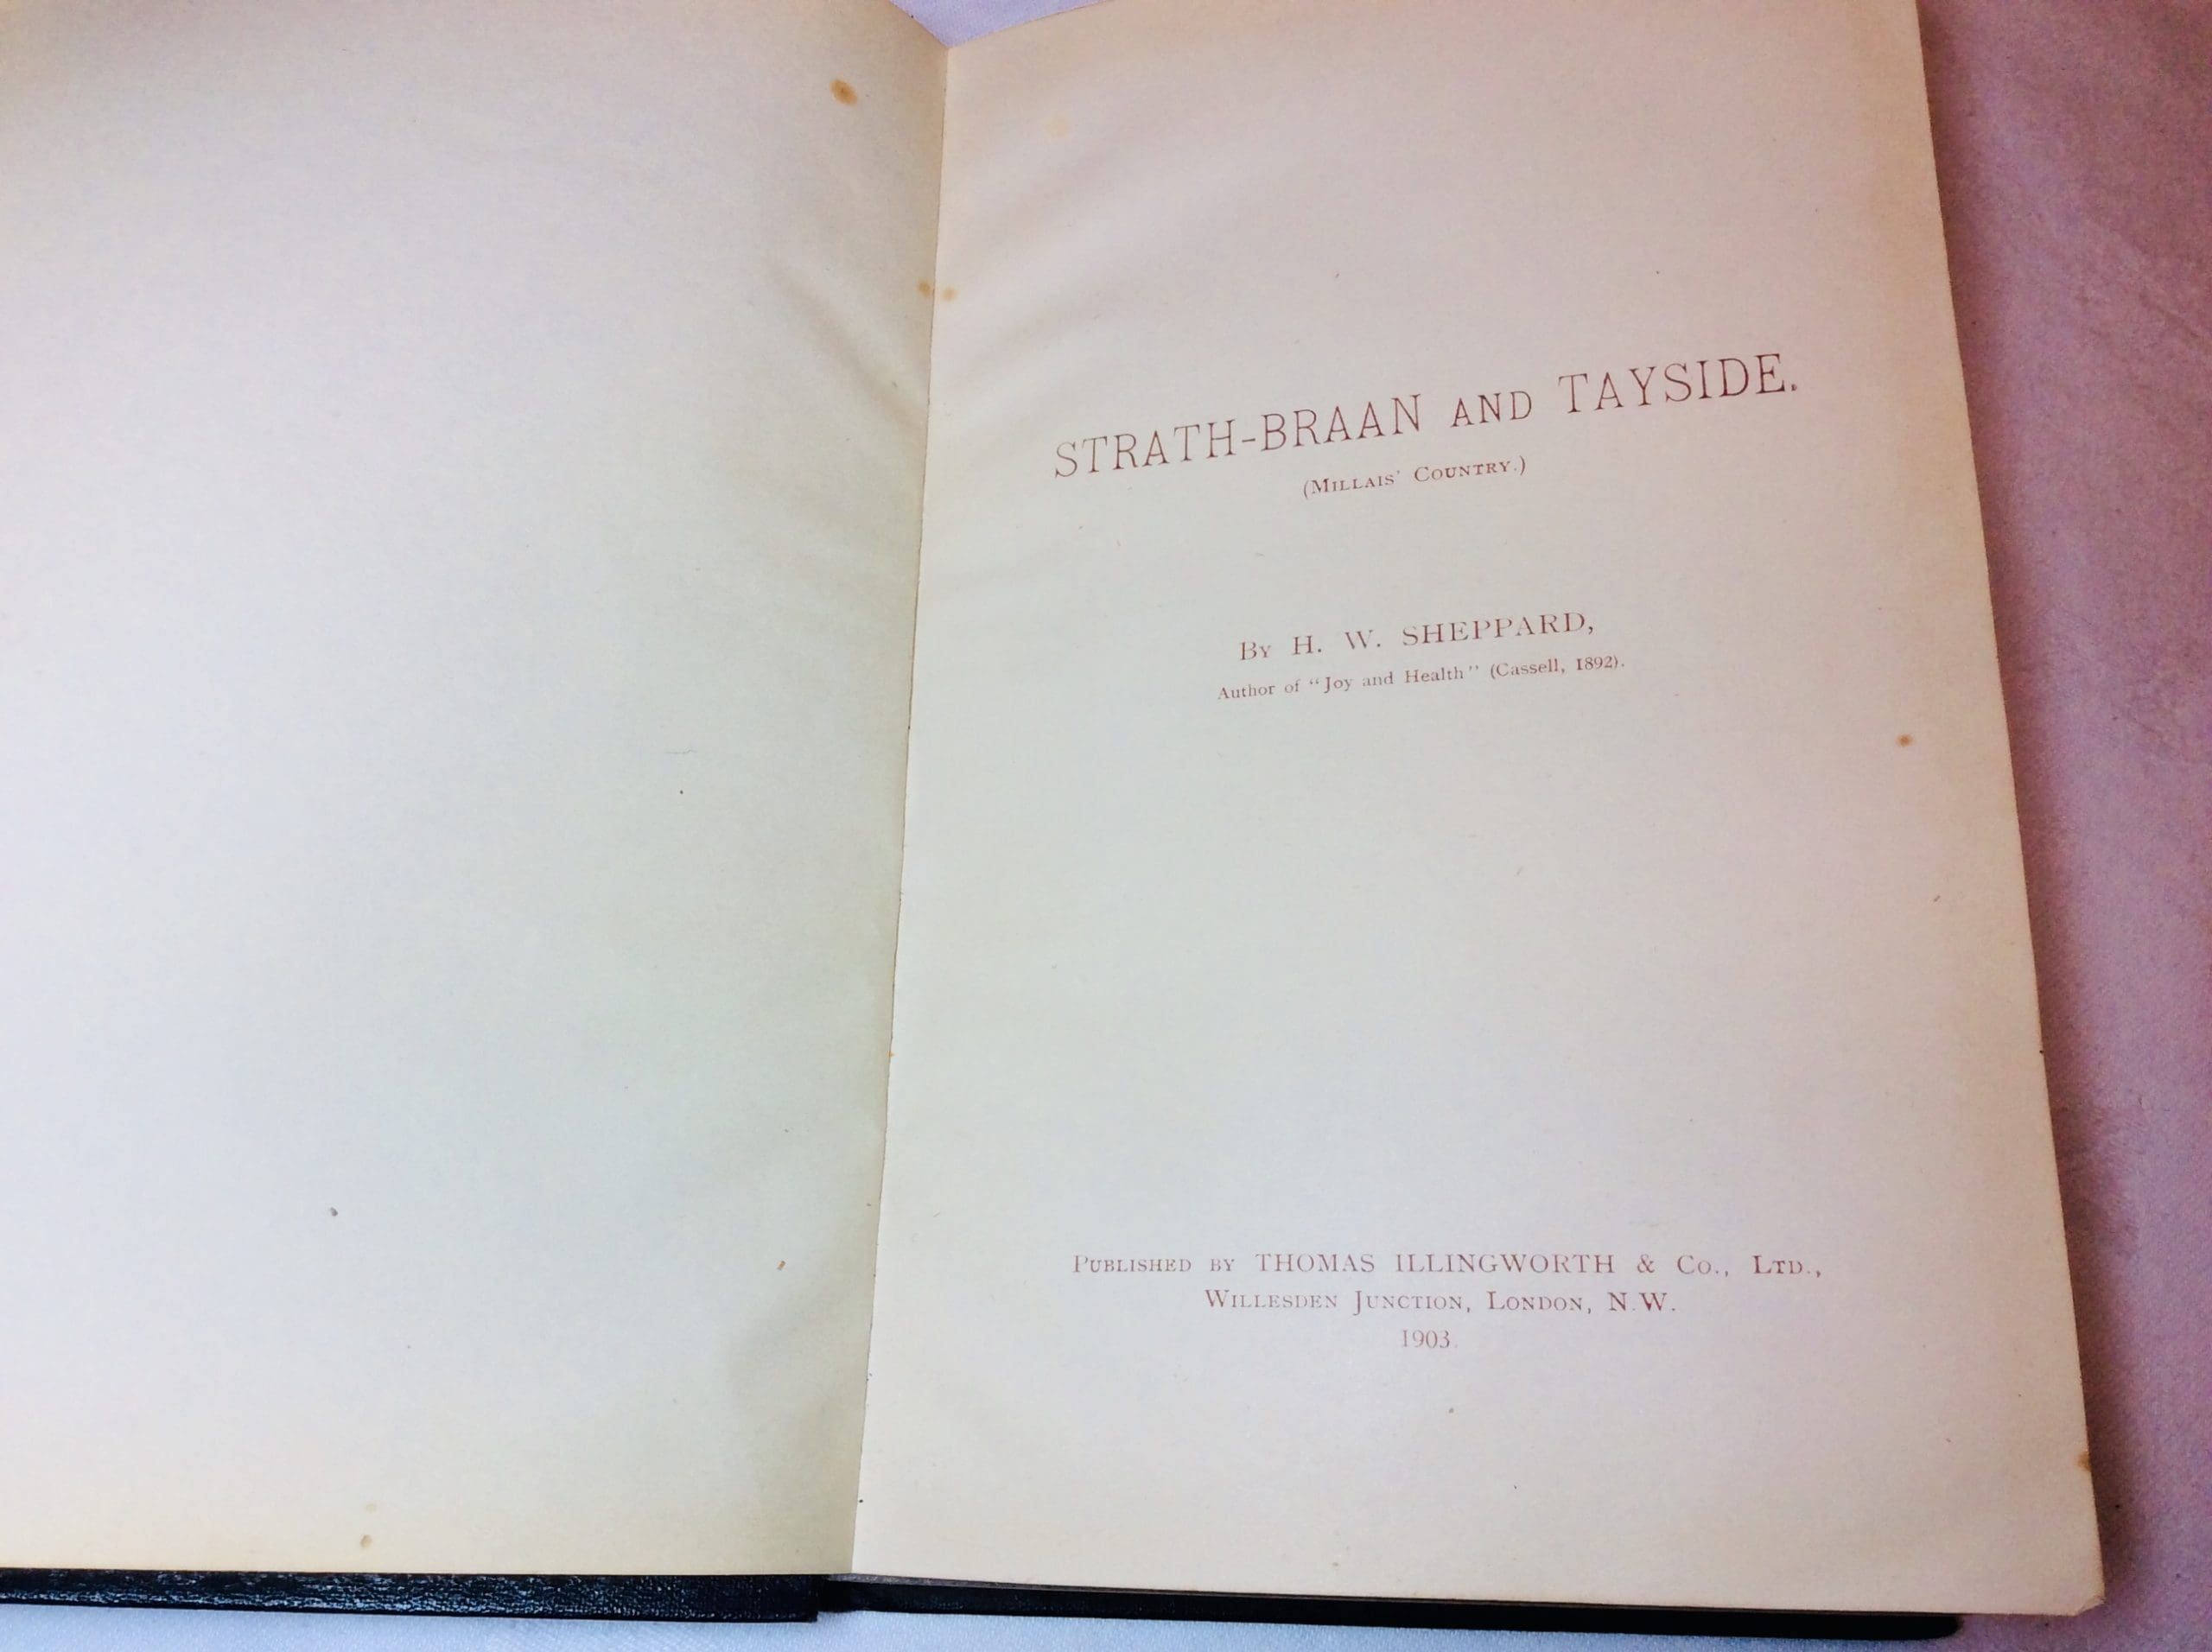 STRATH-BRAAN AND TAYSIDE.
(MILLAIS' COUNTRY.)
BY H. W. SHEPPARD,
Author of "Joy and Health" (Cassell, 1892).
PUBLISHED BY THOMAS ILLINGWORTH & CO., LTD.,
WILLESDEN JUNCTION, LONDON, N.W.
1903.